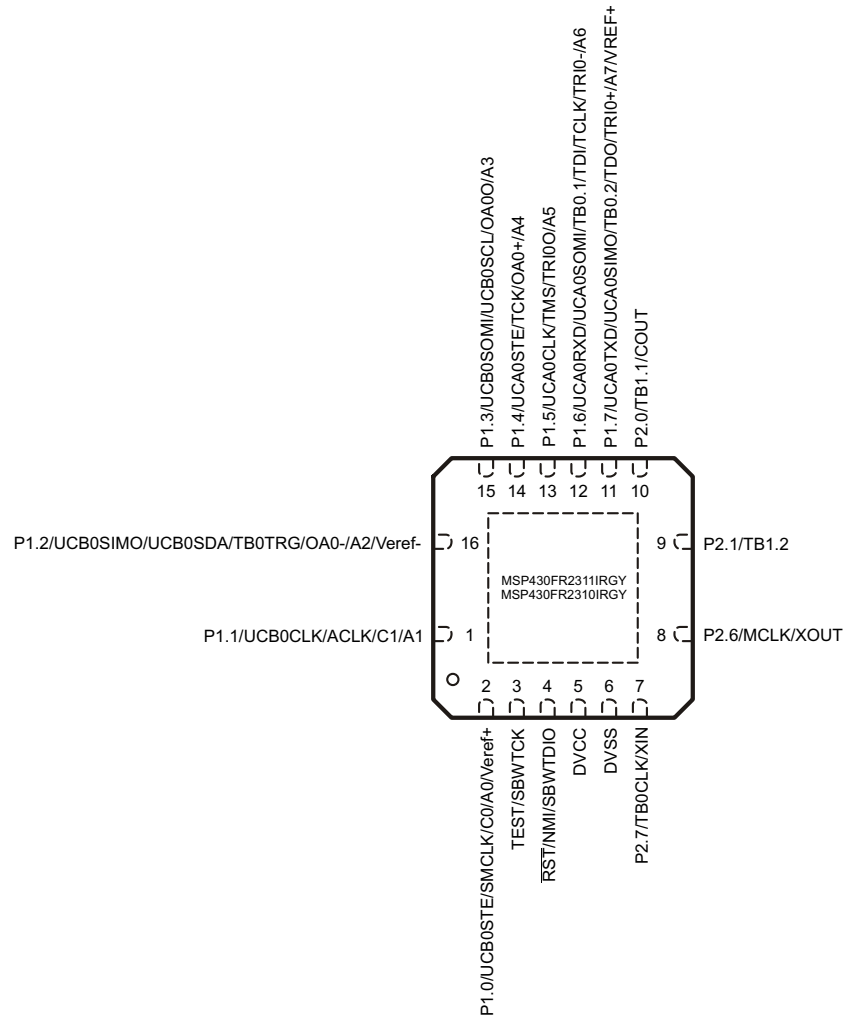 P1.3/UCB0SOMI/UCB0SCL/OA0O/A3
P1.4/UCA0STE/TCK/OA0+/A4
P1.5/UCA0CLK/TMS/TRI0O/A5
P1.6/UCA0RXD/UCA0SOMI/TB0.1/TDI/TCLK/TRI0-/A6
P1.7/UCA0TXD/UCA0SIMO/TB0.2/TDO/TRI0+/A7/VREF+
P2.0/TB1.1/COUT
15 14 13 12 11 10
P1.2/UCB0SIMO/UCB0SDA/TB0TRG/OA0-/A2/Veref- 16
9 P2.1/TB1.2
MSP430FR2311IRGY
MSP430FR2310IRGY
P1.1/UCB0CLK/ACLK/C1/A1 1
8 P2.6/MCLK/XOUT
2 3 4 5 6 7
P1.0/UCB0STE/SMCLK/C0/A0/Veref+
TEST/SBWTCK
RST/NMI/SBWTDIO
DVCC
DVSS
P2.7/TB0CLK/XIN